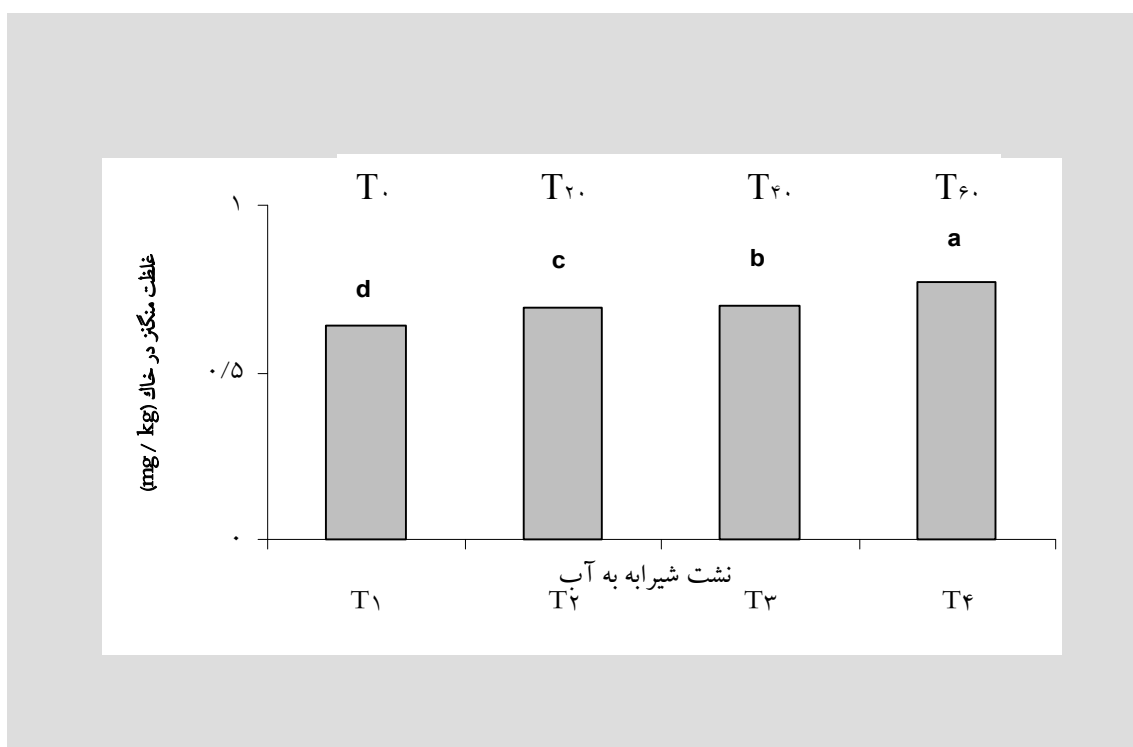 T۰ T۲۰ T۴۰ T۶۰
۱
۰/۵
۰
غلظت منگنز در خاك (mg / kg)
d c b a
نشت شیرابه به آب
T۱ T۲ T۳ T۴